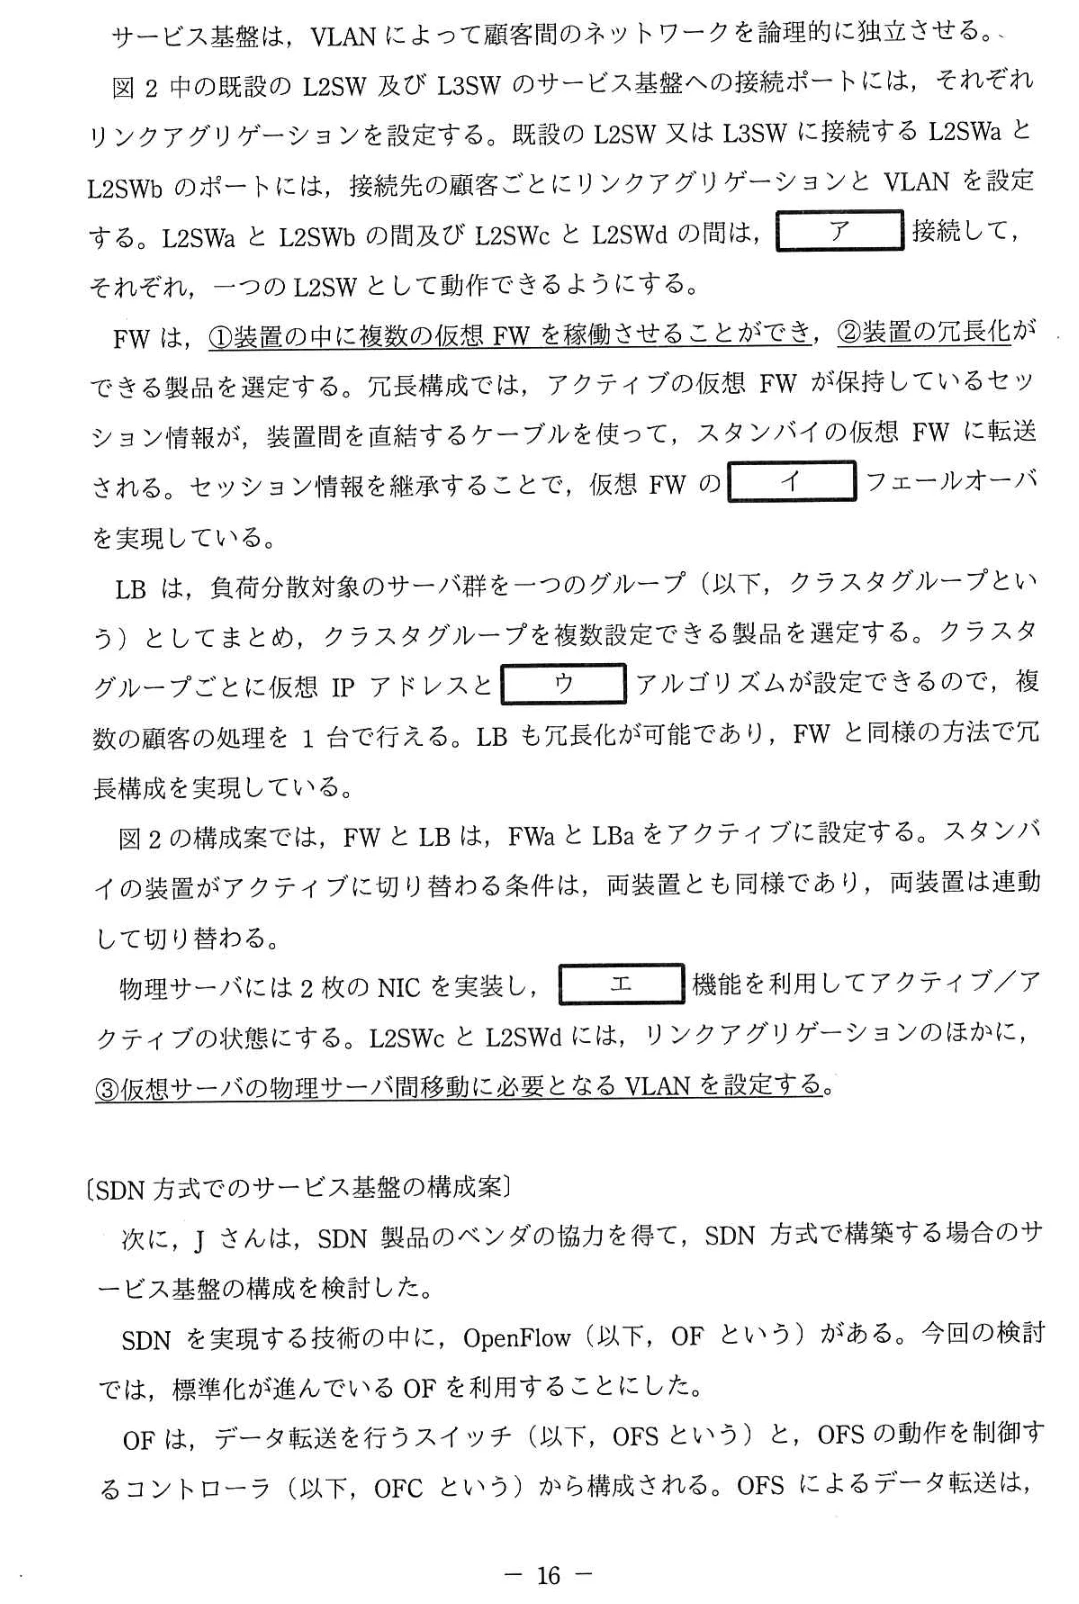 サービス基盤は，VLANによって顧客間のネットワークを論理的に独立させる。
図 2 中の既設の L2SW 及び L3SW のサービス基盤への接続ポートには，それぞれ
リンクアグリゲーションを設定する。既設の L2SW 又は L3SW に接続する L2SWa と
L2SWb のポートには，接続先の顧客ごとにリンクアグリゲーションと VLAN を設定
する。L2SWa と L2SWb の間及び L2SWc と L2SWd の間は， ア 接続して，
それぞれ，一つの L2SW として動作できるようにする。
FW は，①装置の中に複数の仮想 FW を稼働させることができ，②装置の冗長化が
できる製品を選定する。冗長構成では，アクティブの仮想 FW が保持しているセッ
ション情報が，装置間を直結するケーブルを使って，スタンバイの仮想 FW に転送
される。セッション情報を継承することで，仮想 FW の イ フェールオーバ
を実現している。
LB は，負荷分散対象のサーバ群を一つのグループ（以下，クラスタグループとい
う）としてまとめ，クラスタグループを複数設定できる製品を選定する。クラスタ
グループごとに仮想 IP アドレスと ウ アルゴリズムが設定できるので，複
数の顧客の処理を 1 台で行える。LB も冗長化が可能であり，FW と同様の方法で冗
長構成を実現している。
図 2 の構成案では，FW と LB は，FWa と LBa をアクティブに設定する。スタンバ
イの装置がアクティブに切り替わる条件は，両装置とも同様であり，両装置は連動
して切り替わる。
物理サーバには 2 枚の NIC を実装し， エ 機能を利用してアクティブ／ア
クティブの状態にする。L2SWc と L2SWd には，リンクアグリゲーションのほかに，
③仮想サーバの物理サーバ間移動に必要となる VLAN を設定する。
〔SDN 方式でのサービス基盤の構成案〕
次に，J さんは，SDN 製品のベンダの協力を得て，SDN 方式で構築する場合のサ
ービス基盤の構成を検討した。
SDN を実現する技術の中に，OpenFlow（以下，OF という）がある。今回の検討
では，標準化が進んでいる OF を利用することにした。
OF は，データ転送を行うスイッチ（以下，OFS という）と，OFS の動作を制御す
るコントローラ（以下，OFC という）から構成される。OFS によるデータ転送は，
－ 16 －